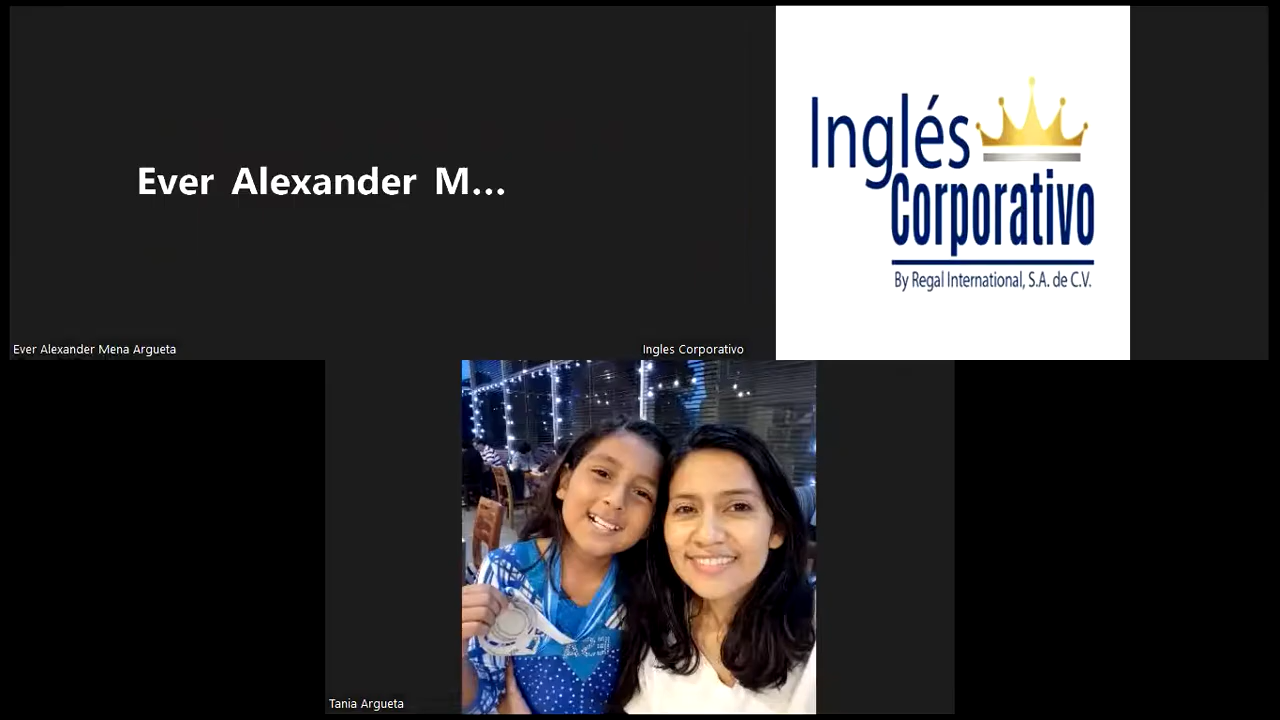 Ever Alexander M...
Ever Alexander Mena Argueta
Inglés
Corporativo
By Regal International, S.A. de C.V.
Ingles Corporativo
Tania Argueta